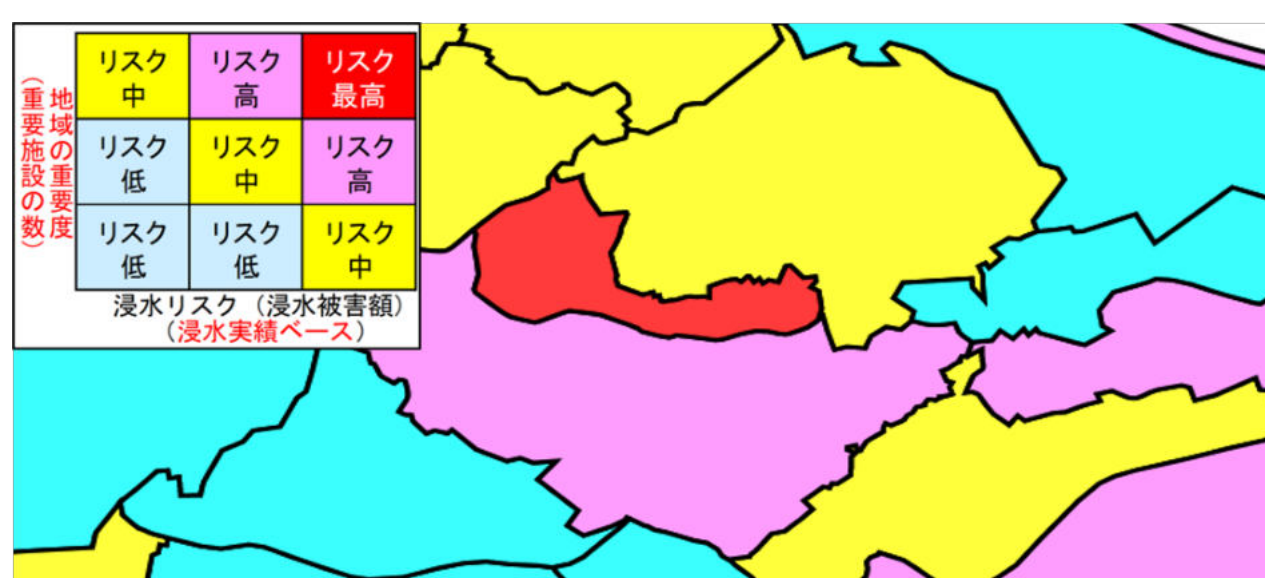 リスク
中
リスク
高
リスク
最高
リスク
低
リスク
中
リスク
高
リスク
低
リスク
低
リスク
中
地域の重要度
（重要施設の数）
浸水リスク（浸水被害額）
（浸水実績ベース）